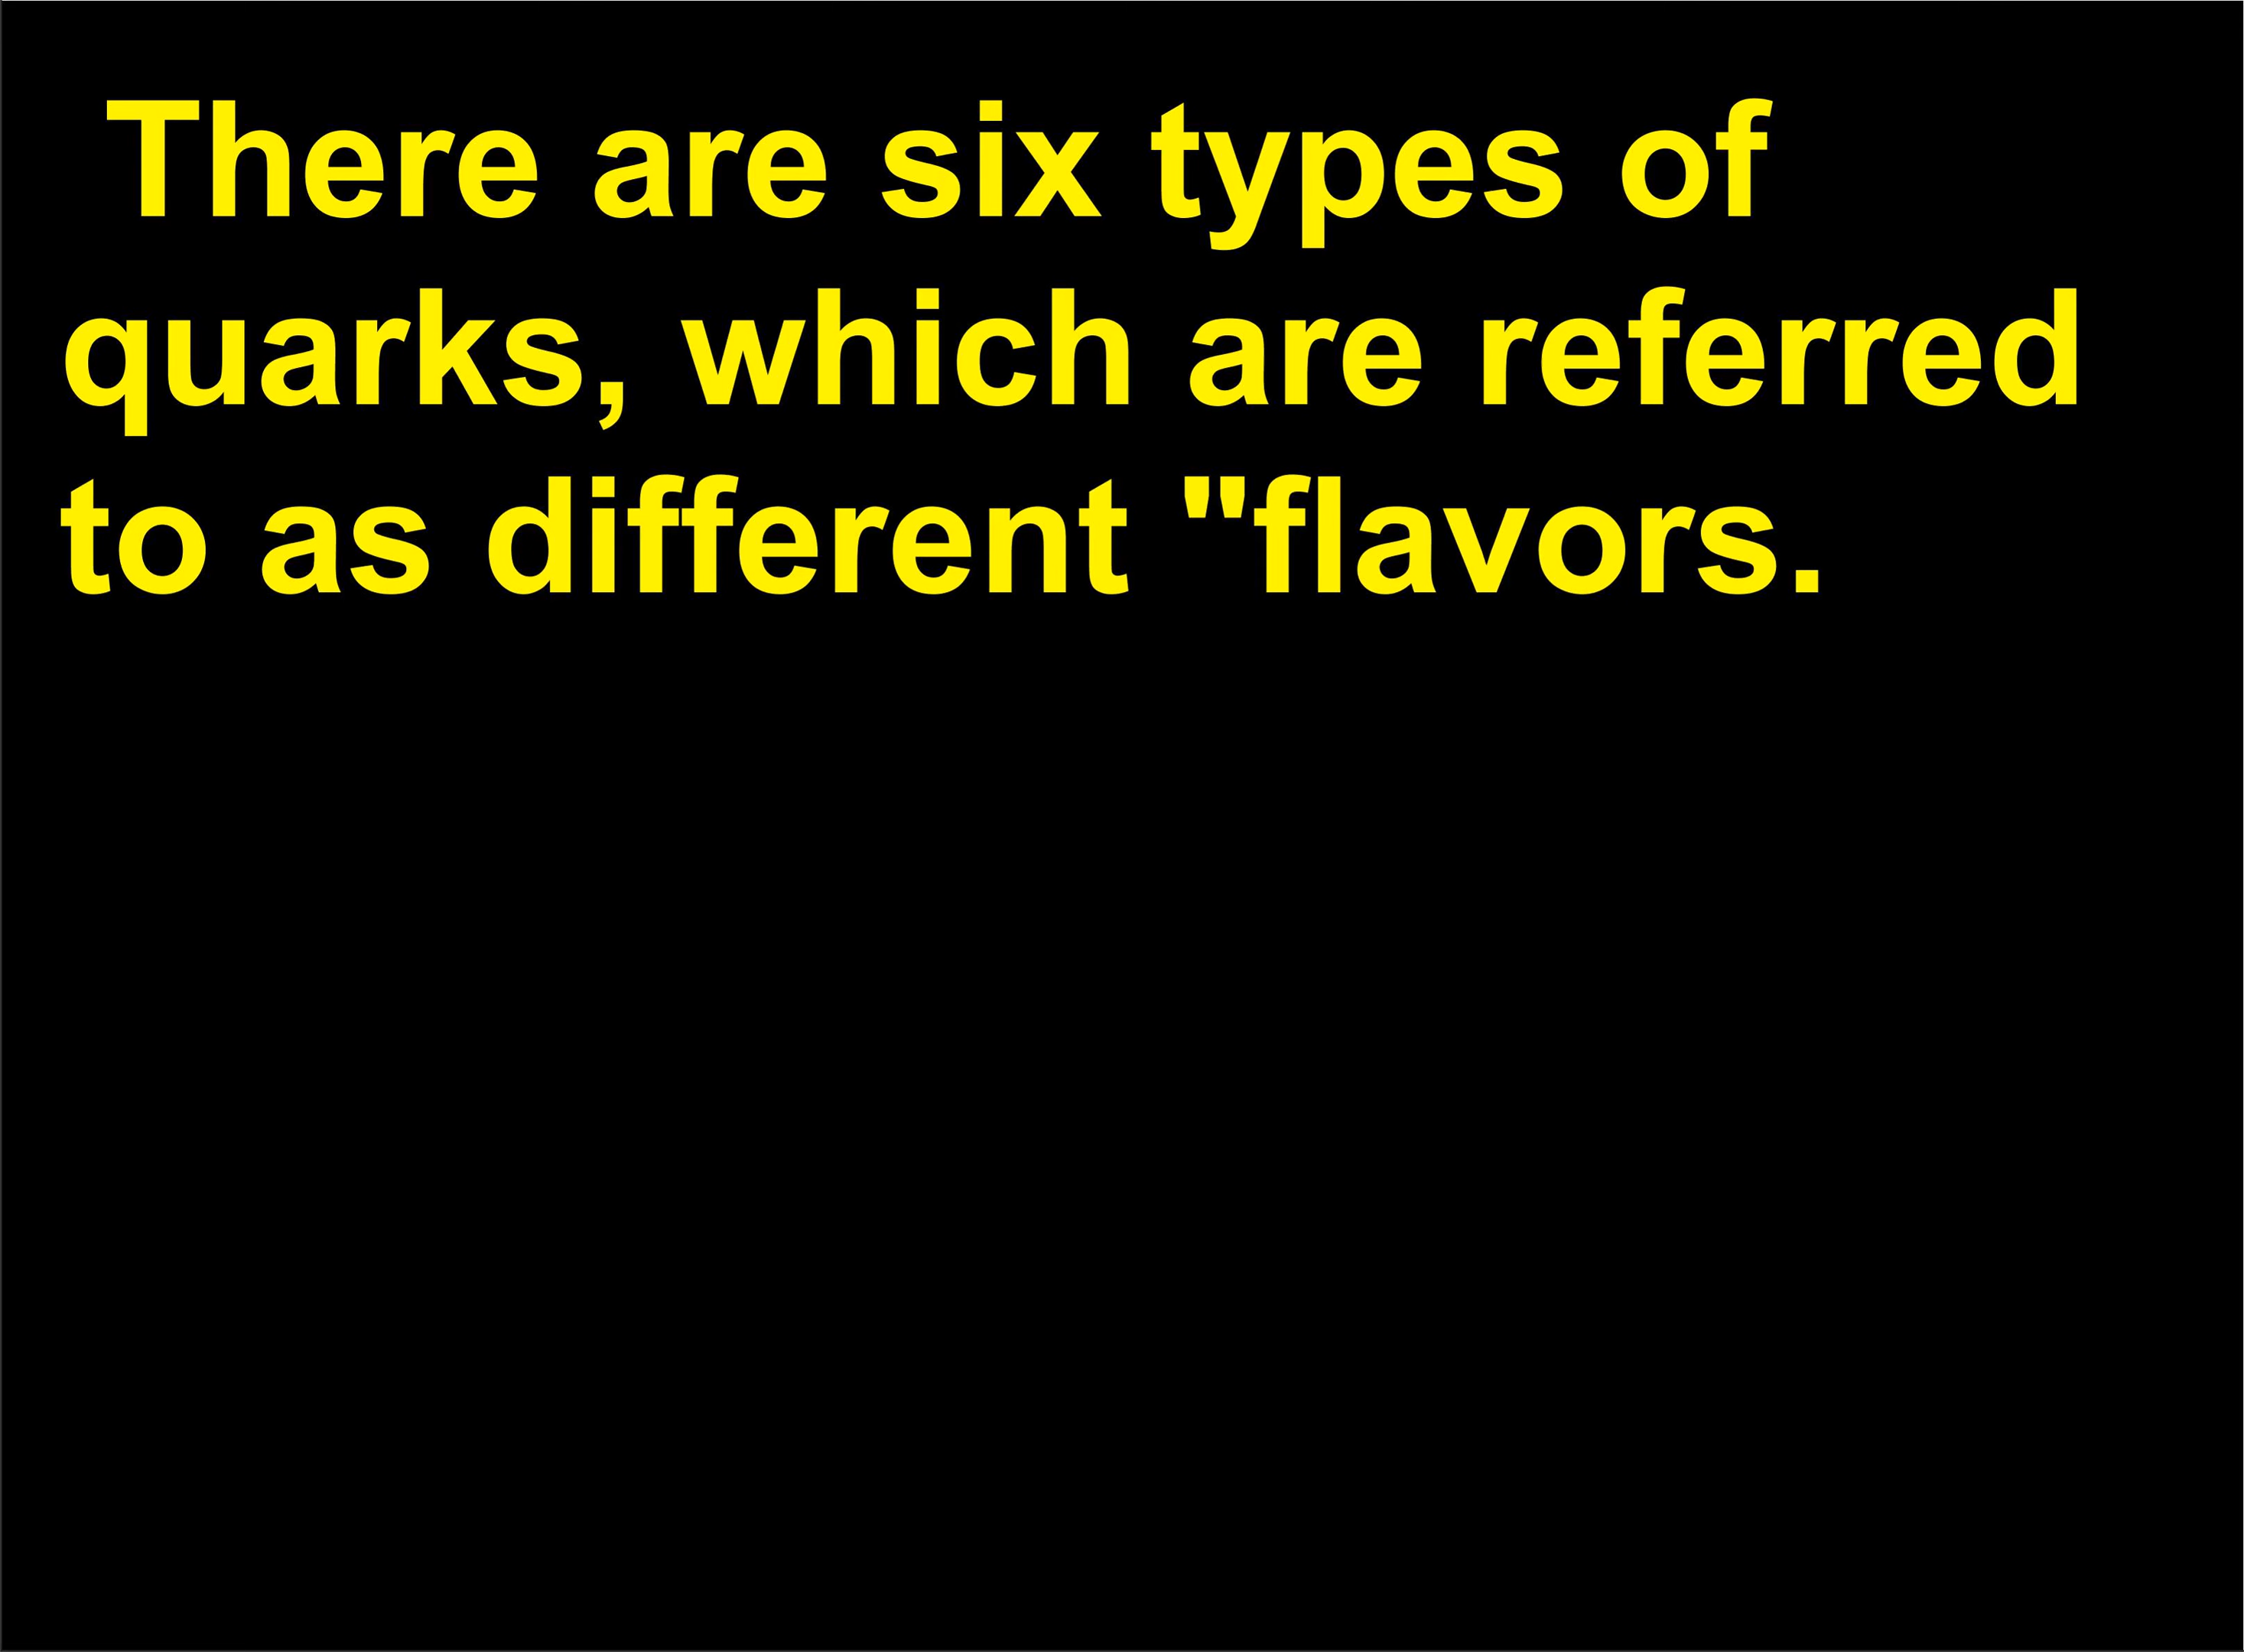 There are six types of
quarks, which are referred
to as different "flavors.